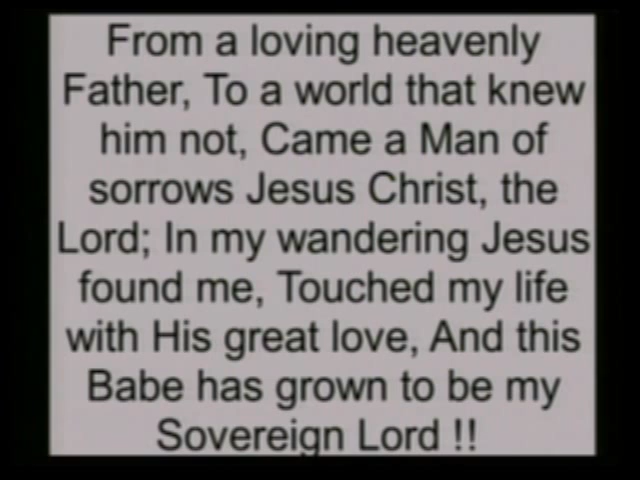 From a loving heavenly
Father, To a world that knew
him not, Came a Man of
sorrows Jesus Christ, the
Lord; In my wandering Jesus
found me, Touched my life
with His great love, And this
Babe has grown to be my
Sovereign Lord !!